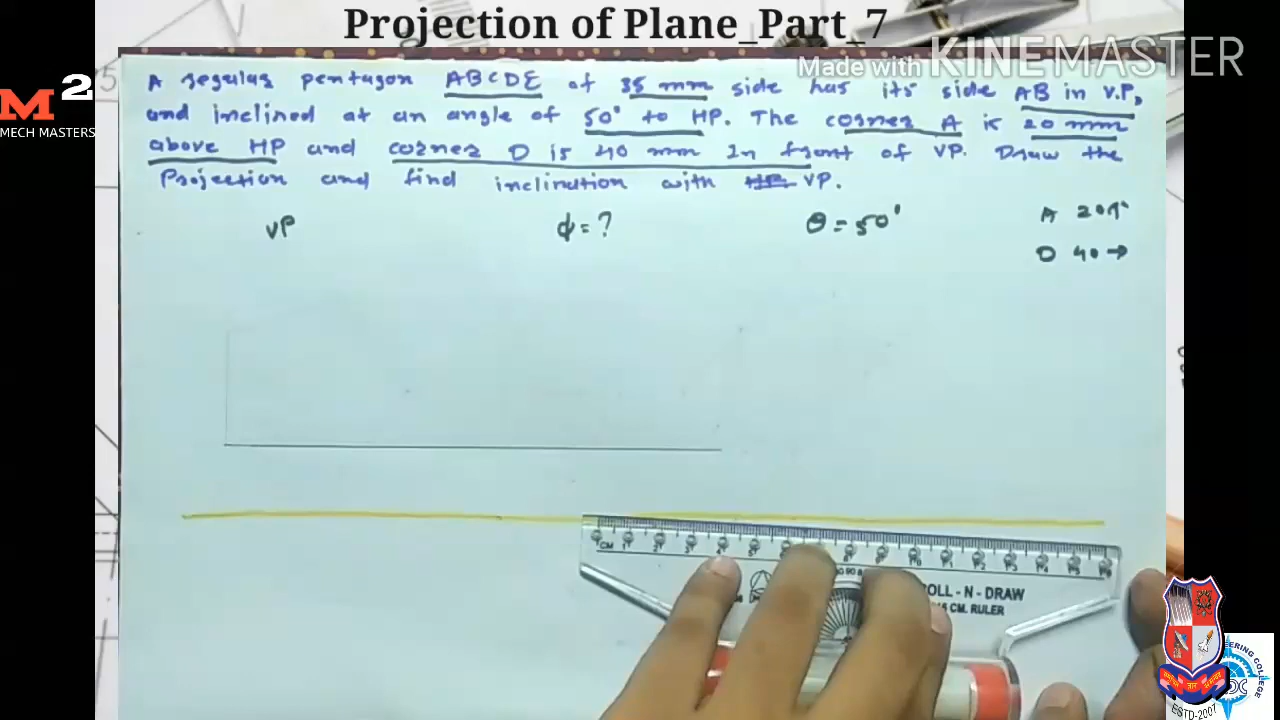 Projection of Plane_Part_7
Made with KINEMASTER
M2
MECH MASTERS
A regular pentagon ABCDE of 35 mm side has its side AB in V.P,
and inclined at an angle of 50° to HP. The corner A is 20 mm
above HP and corner D is 40 mm In front of VP. Draw the
Projection and find inclination with HP VP.
VP φ = ? θ = 50° A 20↑
D 40 →
CM
ROLL - N - DRAW
15 CM. RULER
ESTD-2007